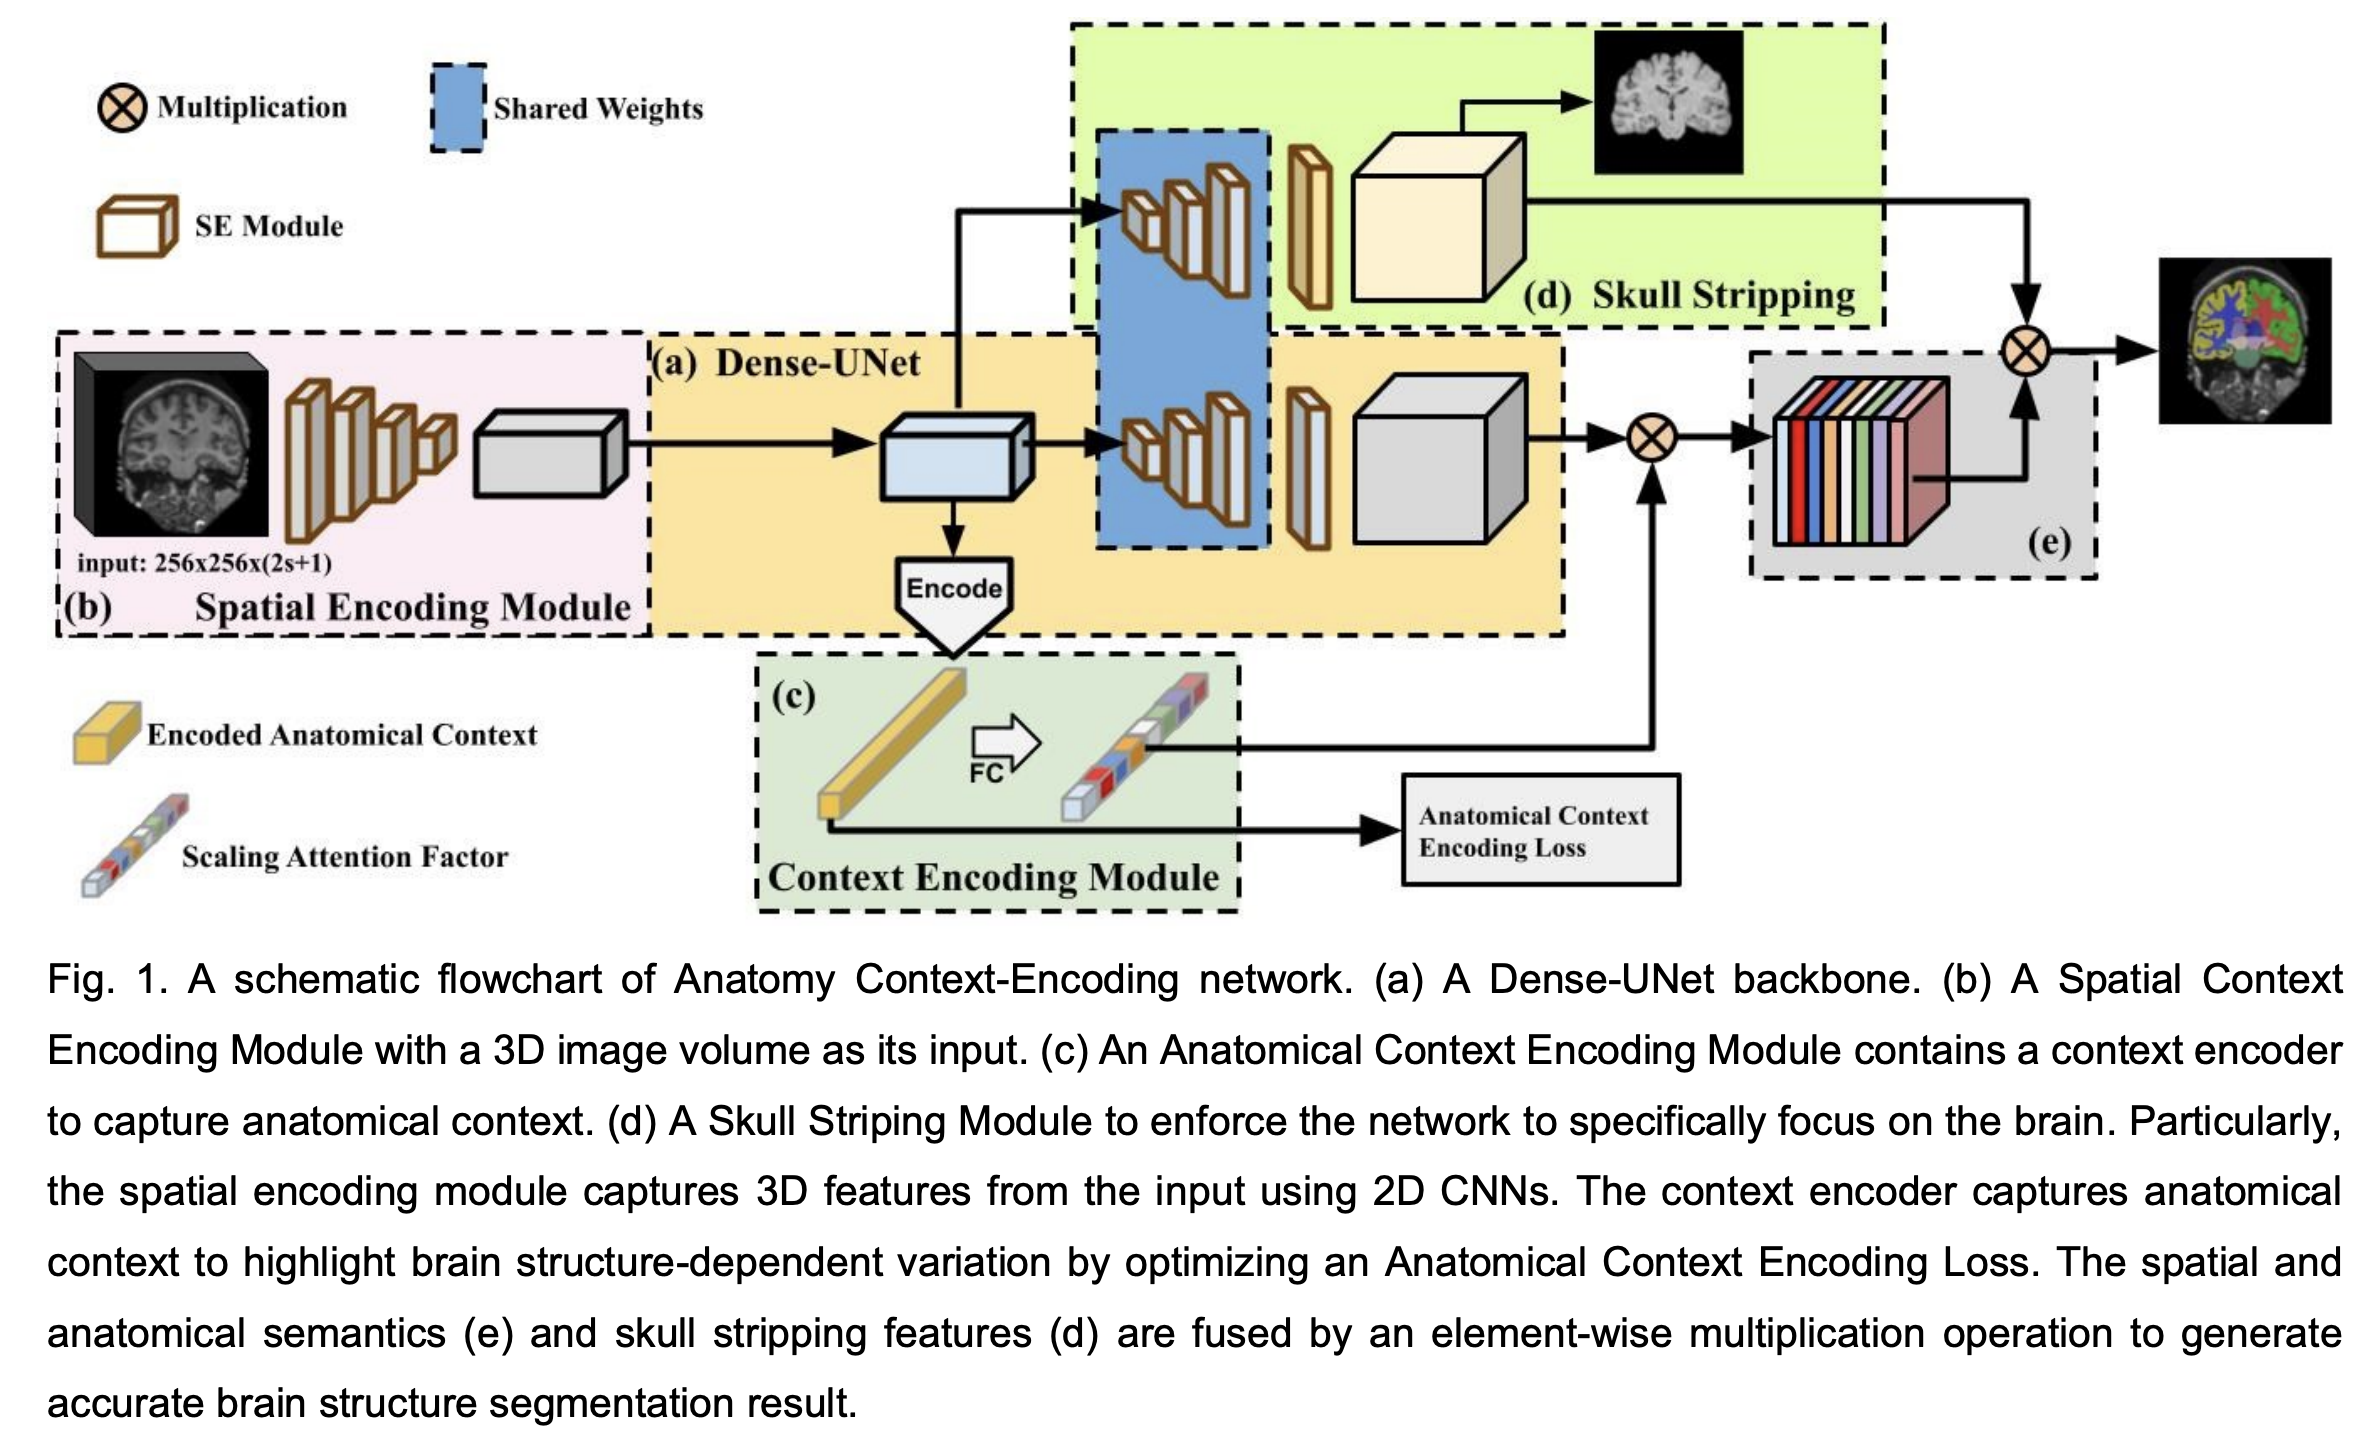 Multiplication
Shared Weights
SE Module
(d) Skull Stripping
(a) Dense-UNet
input: 256x256x(2s+1)
(b) Spatial Encoding Module
Encode
(e)
(c)
FC
Encoded Anatomical Context
Scaling Attention Factor
Anatomical Context
Encoding Loss
Context Encoding Module
Fig. 1. A schematic flowchart of Anatomy Context-Encoding network. (a) A Dense-UNet backbone. (b) A Spatial Context
Encoding Module with a 3D image volume as its input. (c) An Anatomical Context Encoding Module contains a context encoder
to capture anatomical context. (d) A Skull Striping Module to enforce the network to specifically focus on the brain. Particularly,
the spatial encoding module captures 3D features from the input using 2D CNNs. The context encoder captures anatomical
context to highlight brain structure-dependent variation by optimizing an Anatomical Context Encoding Loss. The spatial and
anatomical semantics (e) and skull stripping features (d) are fused by an element-wise multiplication operation to generate
accurate brain structure segmentation result.